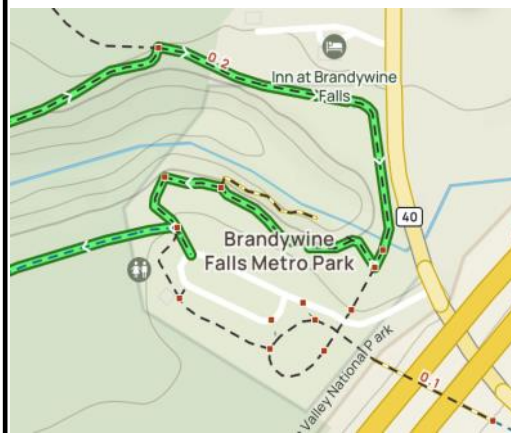 0.2
Inn at Brandywine
Falls
40
Brandywine
Falls Metro Park
Valley National Park
0.1